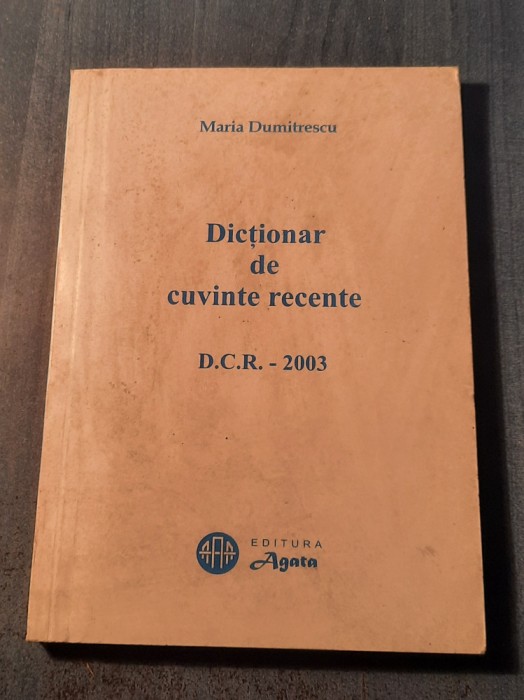 Maria Dumitrescu
Dicționar
de
cuvinte recente
D.C.R. - 2003
EDITURA
Agata